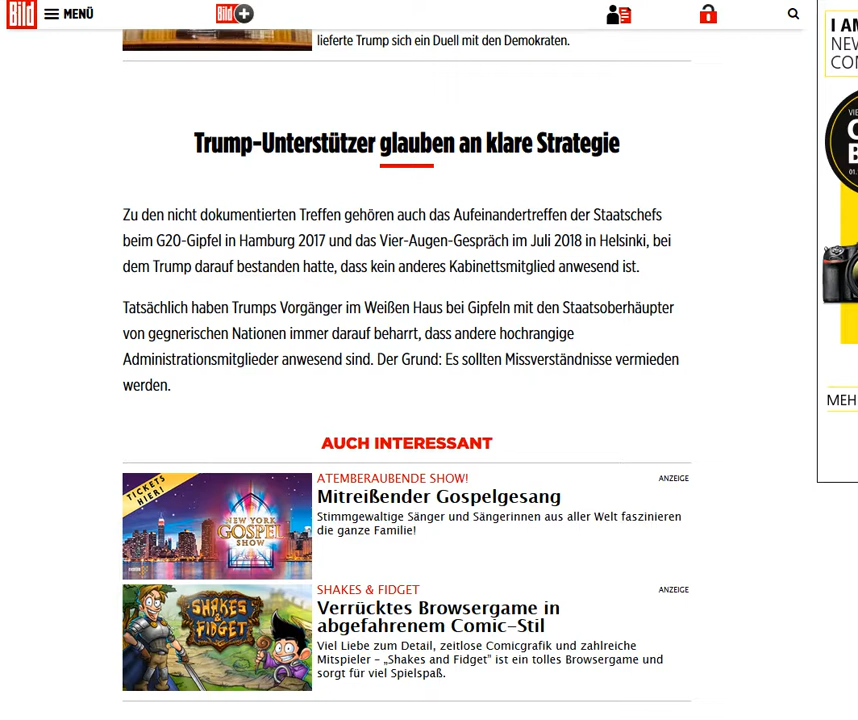 Bild
MENÜ
Bild+
lieferte Trump sich ein Duell mit den Demokraten.
Trump-Unterstützer glauben an klare Strategie
Zu den nicht dokumentierten Treffen gehören auch das Aufeinandertreffen der Staatschefs
beim G20-Gipfel in Hamburg 2017 und das Vier-Augen-Gespräch im Juli 2018 in Helsinki, bei
dem Trump darauf bestanden hatte, dass kein anderes Kabinettsmitglied anwesend ist.
Tatsächlich haben Trumps Vorgänger im Weißen Haus bei Gipfeln mit den Staatsoberhäupter
von gegnerischen Nationen immer darauf beharrt, dass andere hochrangige
Administrationsmitglieder anwesend sind. Der Grund: Es sollten Missverständnisse vermieden
werden.
AUCH INTERESSANT
TICKETS
HIER!
NEW YORK
GOSPEL
SHOW
ATEMBERAUBENDE SHOW!
ANZEIGE
Mitreißender Gospelgesang
Stimmgewaltige Sänger und Sängerinnen aus aller Welt faszinieren
die ganze Familie!
SHAKES
&
FIDGET
SHAKES & FIDGET
ANZEIGE
Verrücktes Browsergame in
abgefahrenem Comic-Stil
Viel Liebe zum Detail, zeitlose Comicgrafik und zahlreiche
Mitspieler – „Shakes and Fidget" ist ein tolles Browsergame und
sorgt für viel Spielspaß.
I AM
NEW
COM
VIE
C
B
01.
MEH